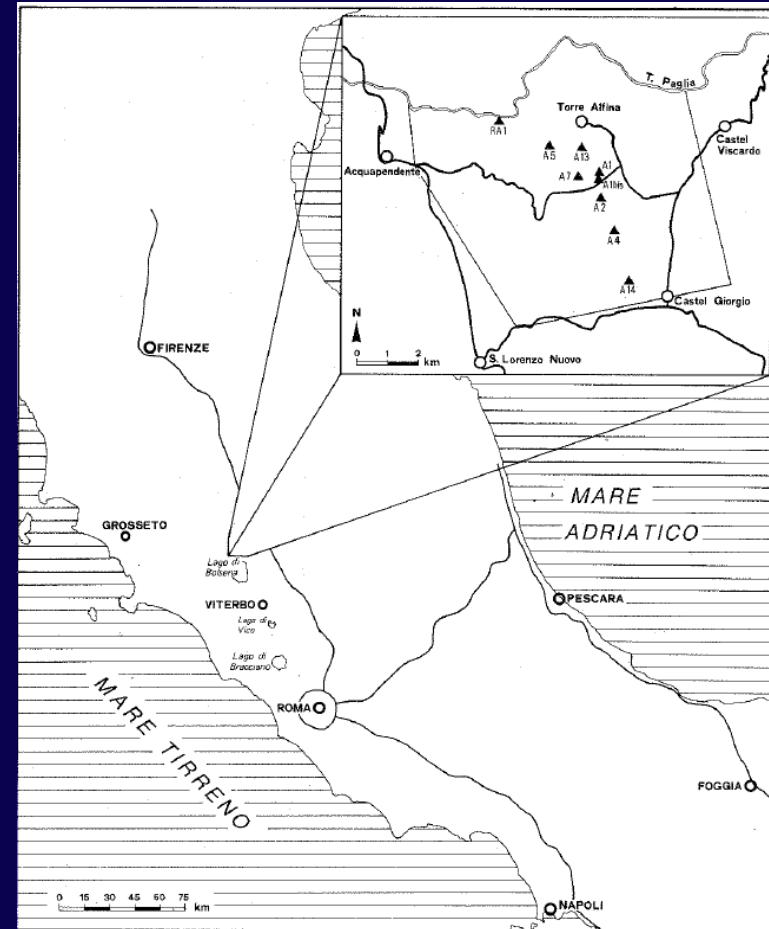 T. Paglia
Torre Alfina
RA1
Castel
Viscardo
A5
A13
Acquapendente
A7
A1
A1bis
A2
A4
A14
N
Castel Giorgio
0 1 2
km
S. Lorenzo Nuovo
FIRENZE
MARE
ADRIATICO
GROSSETO
Lago di
Bolsena
VITERBO
Lago di
Vico
PESCARA
Lago di
Bracciano
ROMA
MARE TIRRENO
FOGGIA
0 15 30 45 60 75
km
NAPOLI